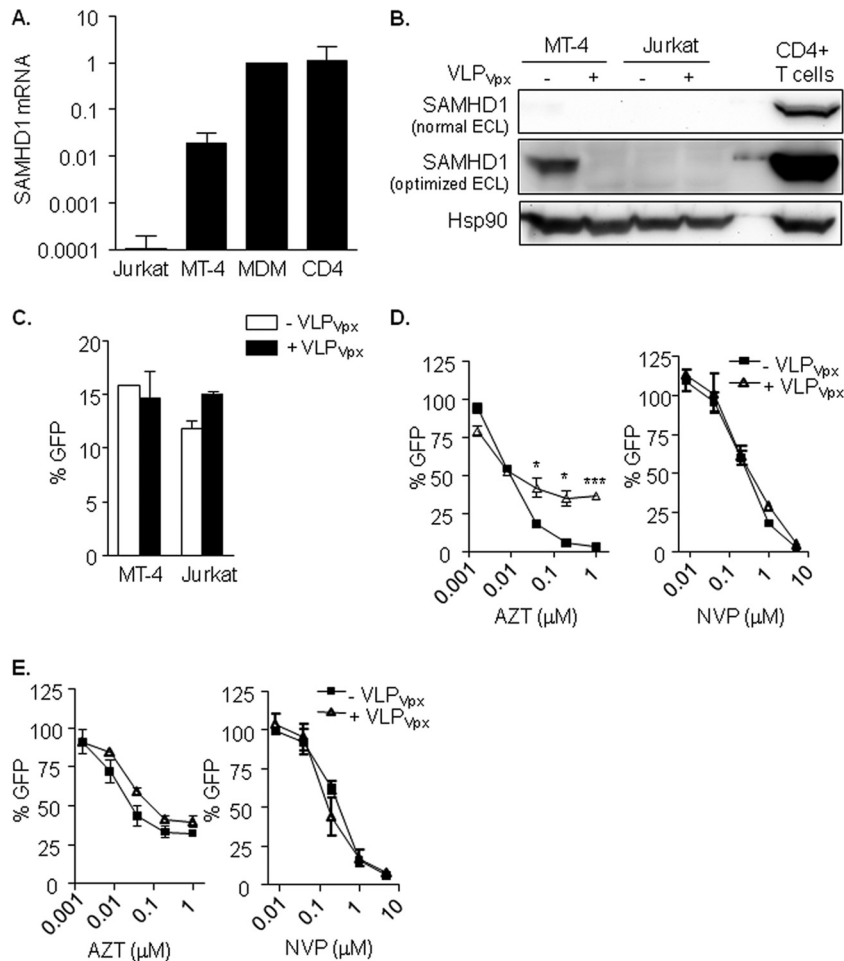 A.
SAMHD1 mRNA
10
1
0.1
0.01
0.001
0.0001
Jurkat MT-4 MDM CD4
B.
MT-4 Jurkat CD4+
T cells
VLPVpx - + - +
SAMHD1
(normal ECL)
SAMHD1
(optimized ECL)
Hsp90
C.
- VLPVpx
+ VLPVpx
% GFP
20
15
10
5
0
MT-4 Jurkat
D.
% GFP
125
100
75
50
25
0
* * ***
0.001 0.01 0.1 1
AZT (µM)
- VLPVpx
+ VLPVpx
% GFP
125
100
75
50
25
0
0.01 0.1 1 10
NVP (µM)
E.
% GFP
125
100
75
50
25
0
0.001 0.01 0.1 1
AZT (µM)
- VLPVpx
+ VLPVpx
% GFP
125
100
75
50
25
0
0.01 0.1 1 10
NVP (µM)